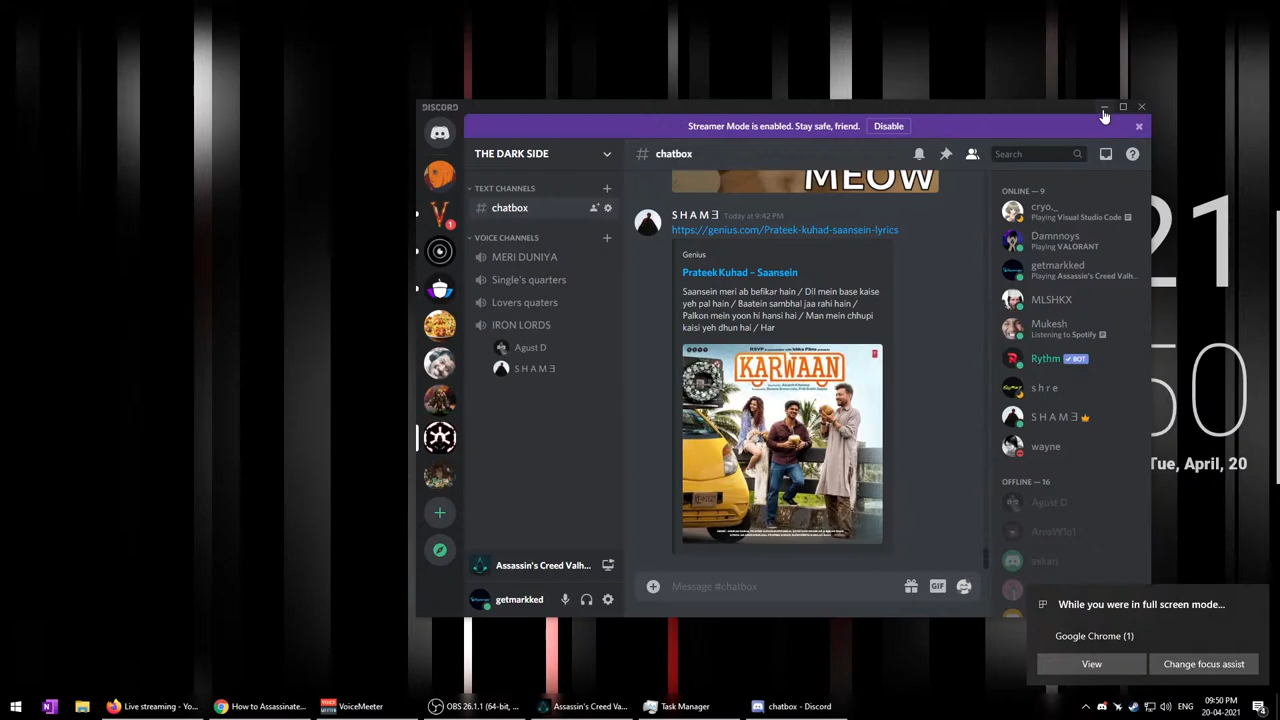 DISCORD
Streamer Mode is enabled. Stay safe, friend.
Disable
THE DARK SIDE
# chatbox
Search
TEXT CHANNELS
# chatbox
VOICE CHANNELS
MERI DUNIYA
Single's quarters
Lovers quaters
IRON LORDS
Agust D
S H A M Ǝ
1
Assassin's Creed Valh...
getmarkked
MEOW
S H A M Ǝ Today at 9:42 PM
https://genius.com/Prateek-kuhad-saansein-lyrics
Genius
Prateek Kuhad – Saansein
Saansein meri ab befikar hain / Dil mein base kaise
yeh pal hain / Baatein sambhal jaa rahi hain /
Palkon mein yoon hi hansi hai / Man mein chhupi
kaisi yeh dhun hai / Har
KARWAAN
Message #chatbox
GIF
ONLINE — 9
cryo._
Playing Visual Studio Code
Damnnoys
Playing VALORANT
getmarkked
Playing Assassin's Creed Valh...
MLSHKX
Mukesh
Listening to Spotify
Rythm ✓ BOT
s h r e
S H A M Ǝ
wayne
OFFLINE — 16
Agust D
ArroW1o1
askari
21
50
Tue, April, 20
While you were in full screen mode...
Google Chrome (1)
View
Change focus assist
Live streaming - Yo...
How to Assassinate...
VoiceMeeter
OBS 26.1.1 (64-bit, ...
Assassin's Creed Va...
Task Manager
chatbox - Discord
ENG
09:50 PM
20-04-2021
4